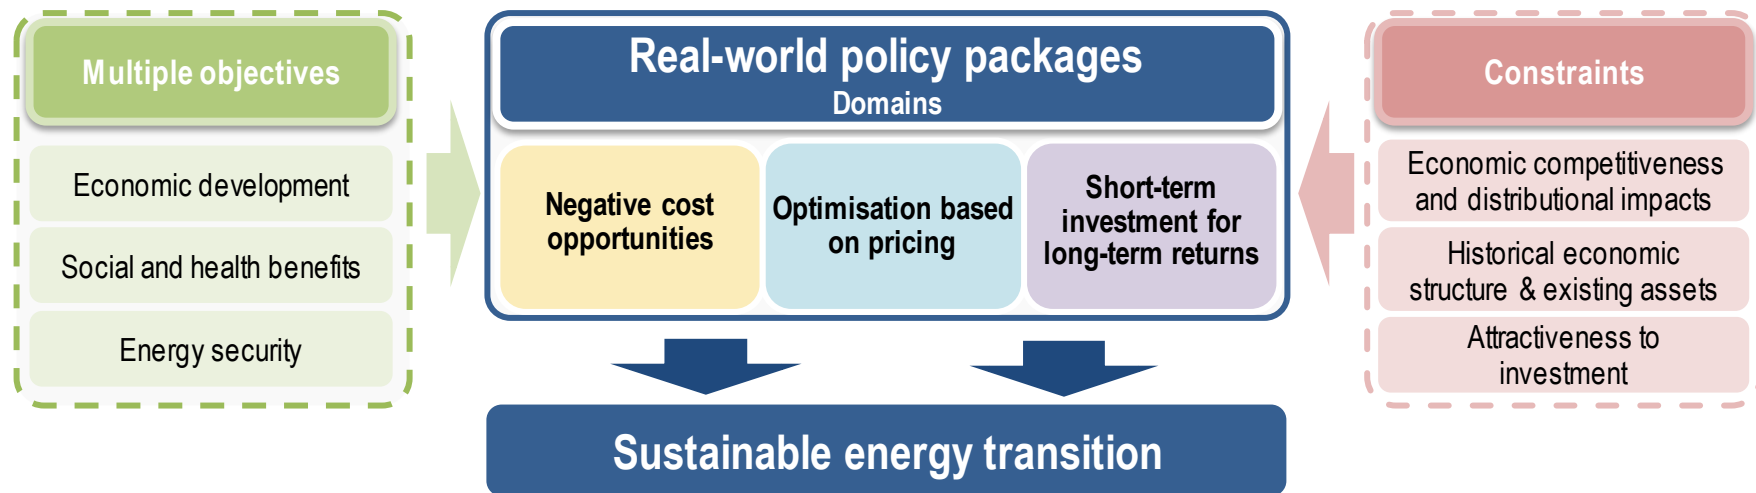 Multiple objectives
Economic development
Social and health benefits
Energy security
Real-world policy packages
Domains
Negative cost
opportunities
Optimisation based
on pricing
Short-term
investment for
long-term returns
Constraints
Economic competitiveness
and distributional impacts
Historical economic
structure & existing assets
Attractiveness to
investment
Sustainable energy transition